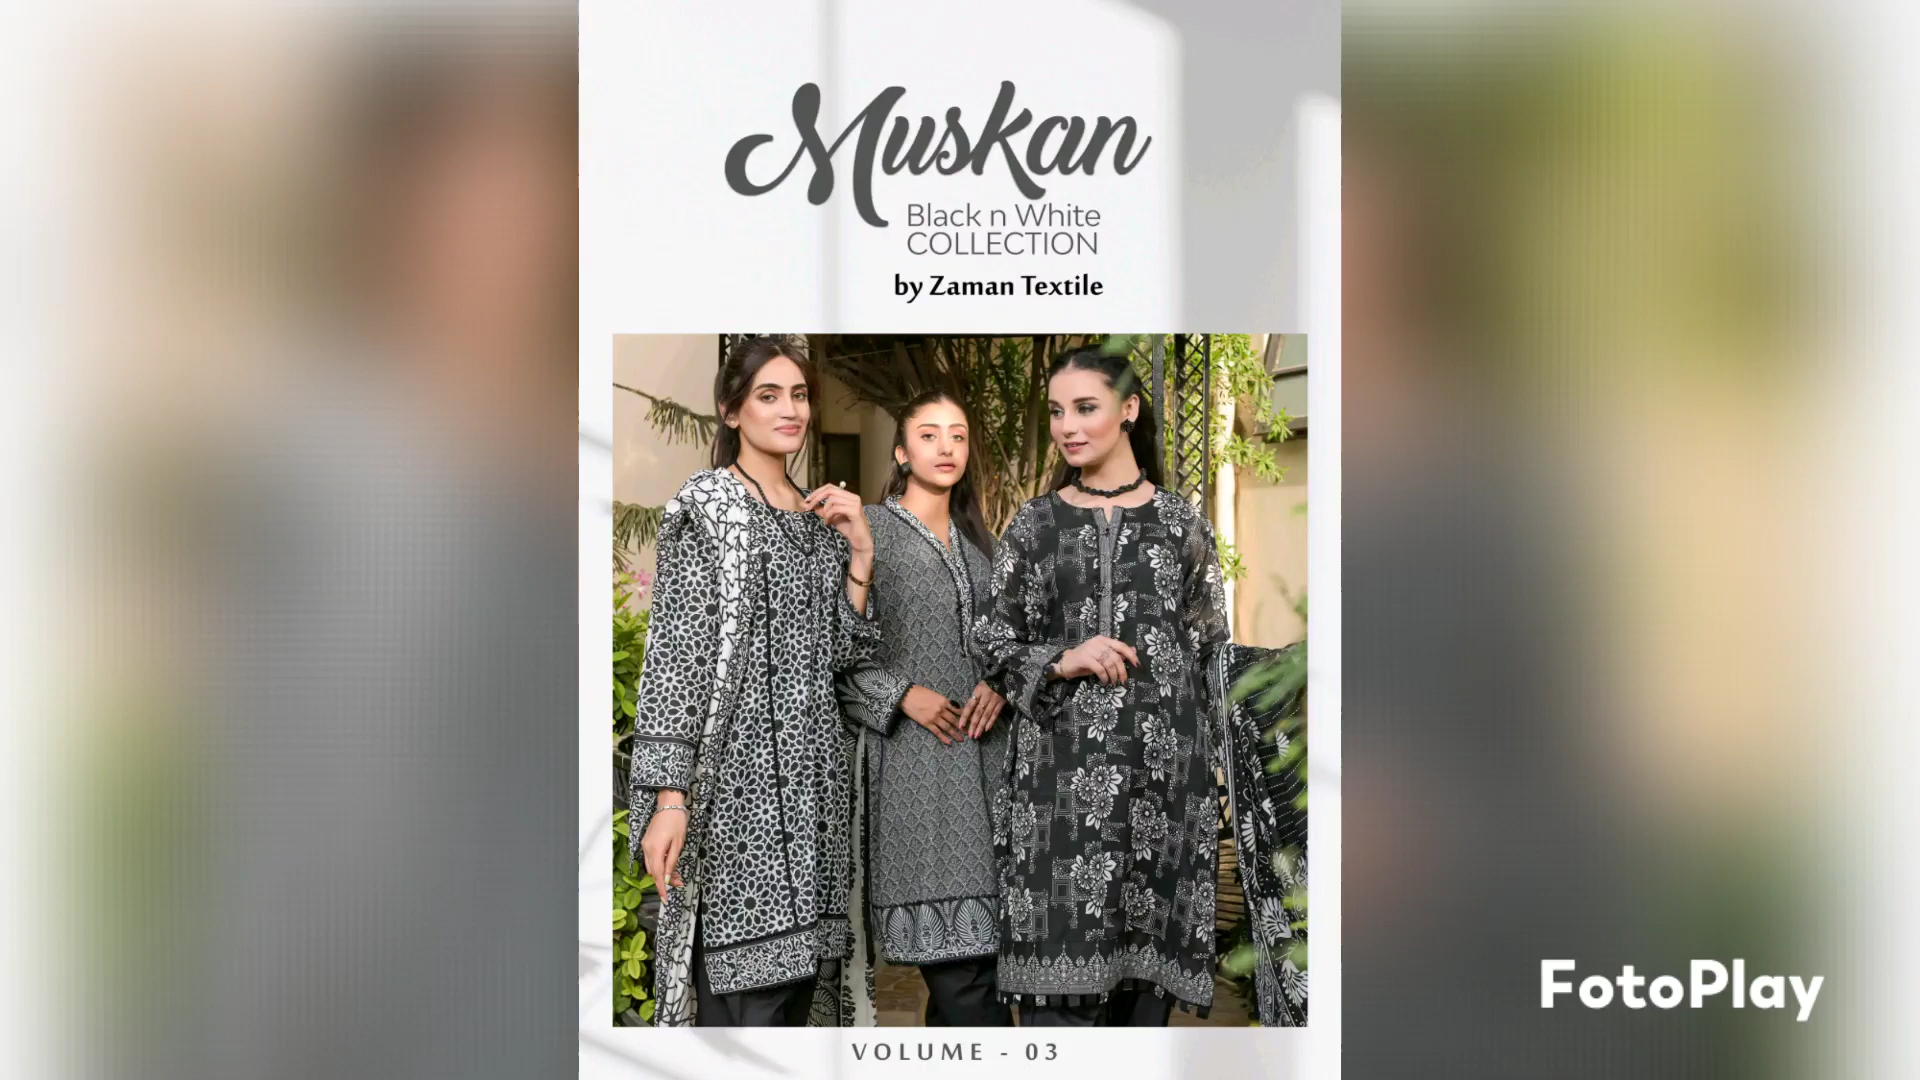 Muskan
Black n White
COLLECTION
by Zaman Textile
VOLUME - 03
FotoPlay